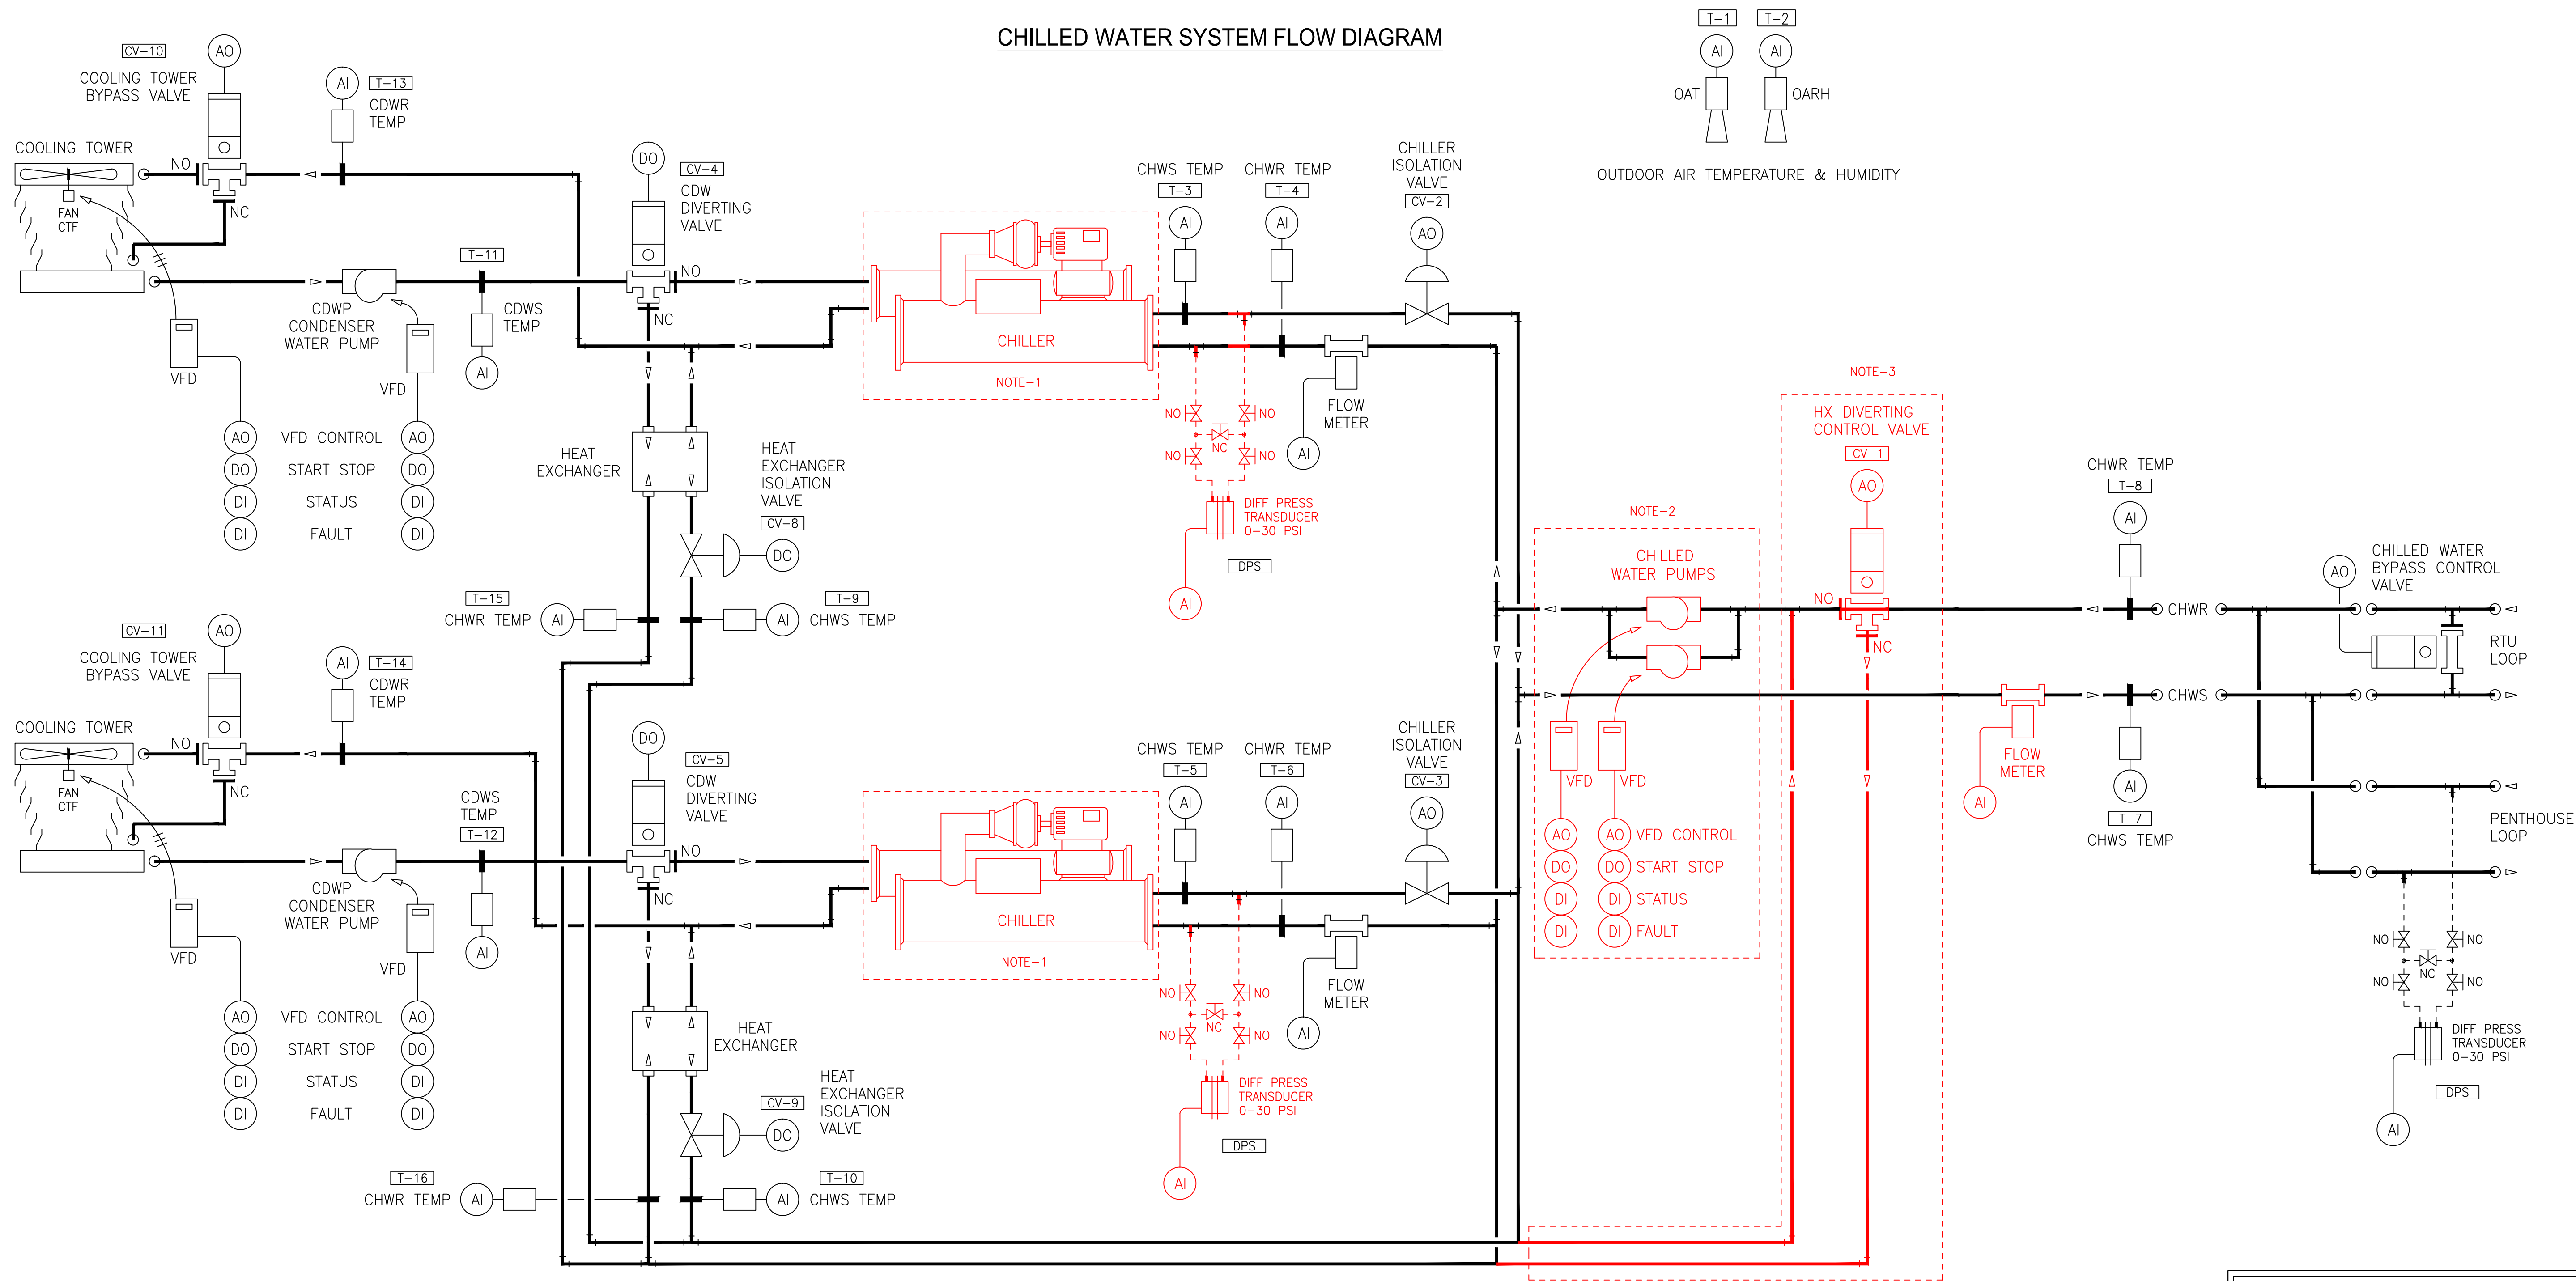 CHILLED WATER SYSTEM FLOW DIAGRAM
T-1
T-2
AI
AI
OAT
OARH
OUTDOOR AIR TEMPERATURE & HUMIDITY
CV-10
AO
COOLING TOWER
BYPASS VALVE
AI
T-13
CDWR
TEMP
COOLING TOWER
NO
NC
FAN
CTF
DO
CV-4
CDW
DIVERTING
VALVE
NO
NC
T-11
CDWS
TEMP
AI
CDWP
CONDENSER
WATER PUMP
VFD
VFD
AO
VFD CONTROL
AO
DO
START STOP
DO
DI
STATUS
DI
DI
FAULT
DI
CHILLER
NOTE-1
CHWS TEMP
T-3
AI
CHWR TEMP
T-4
AI
CHILLER
ISOLATION
VALVE
CV-2
AO
FLOW
METER
AI
NO
NO
NC
NO
NO
DIFF PRESS
TRANSDUCER
0-30 PSI
DPS
AI
HEAT
EXCHANGER
HEAT
EXCHANGER
ISOLATION
VALVE
CV-8
DO
T-15
CHWR TEMP
AI
T-9
AI
CHWS TEMP
CV-11
AO
COOLING TOWER
BYPASS VALVE
AI
T-14
CDWR
TEMP
COOLING TOWER
NO
NC
FAN
CTF
DO
CV-5
CDW
DIVERTING
VALVE
NO
NC
CDWS
TEMP
T-12
AI
CDWP
CONDENSER
WATER PUMP
VFD
VFD
AO
VFD CONTROL
AO
DO
START STOP
DO
DI
STATUS
DI
DI
FAULT
DI
CHILLER
NOTE-1
CHWS TEMP
T-5
AI
CHWR TEMP
T-6
AI
CHILLER
ISOLATION
VALVE
CV-3
AO
FLOW
METER
AI
NO
NO
NC
NO
NO
DIFF PRESS
TRANSDUCER
0-30 PSI
DPS
AI
HEAT
EXCHANGER
HEAT
EXCHANGER
ISOLATION
VALVE
CV-9
DO
T-16
CHWR TEMP
AI
T-10
AI
CHWS TEMP
NOTE-2
CHILLED
WATER PUMPS
VFD
VFD
AO
AO
VFD CONTROL
DO
DO
START STOP
DI
DI
STATUS
DI
DI
FAULT
NOTE-3
HX DIVERTING
CONTROL VALVE
CV-1
AO
NO
NC
FLOW
METER
AI
CHWR TEMP
T-8
AI
CHWR
CHWS
AI
T-7
CHWS TEMP
AO
CHILLED WATER
BYPASS CONTROL
VALVE
RTU
LOOP
PENTHOUSE
LOOP
NO
NO
NC
NO
NO
DIFF PRESS
TRANSDUCER
0-30 PSI
DPS
AI